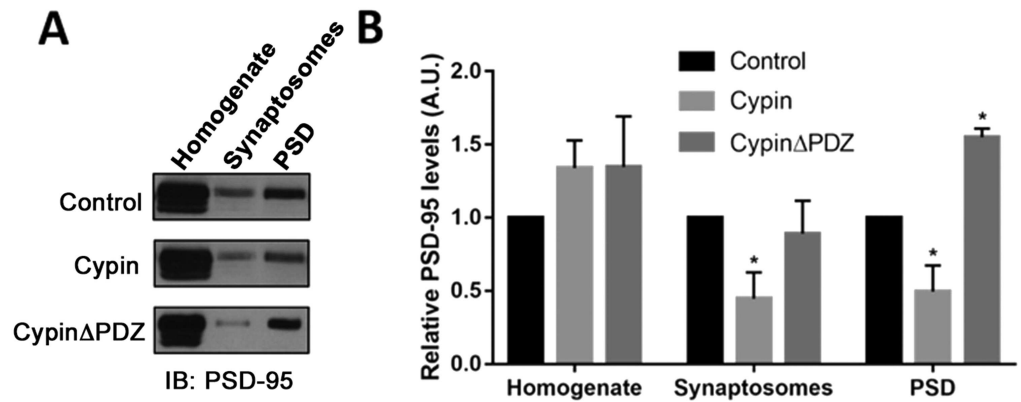 A
Homogenate
Synaptosomes
PSD
Control
Cypin
CypinΔPDZ
IB: PSD-95
B
Relative PSD-95 levels (A.U.)
2.0
1.5
1.0
0.5
0.0
Control
Cypin
CypinΔPDZ
*
*
*
Homogenate
Synaptosomes
PSD